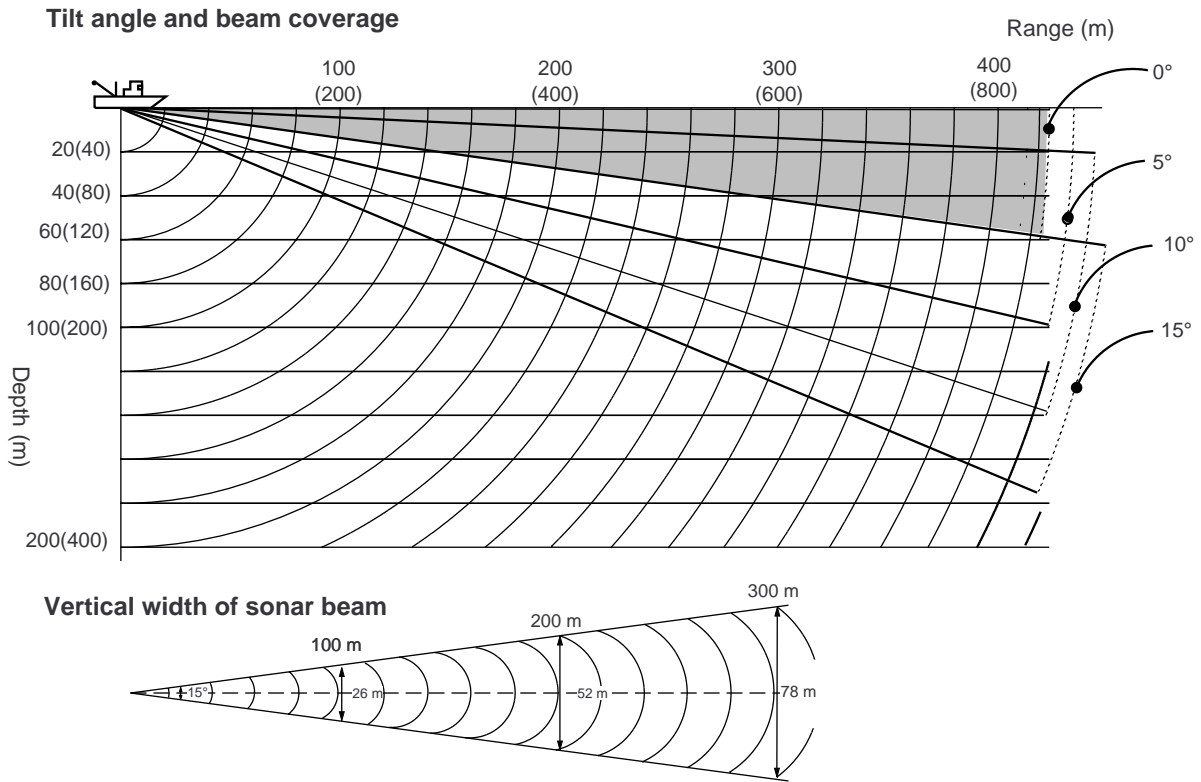 Tilt angle and beam coverage
Range (m)
100
(200)
200
(400)
300
(600)
400
(800)
0°
20(40)
5°
40(80)
60(120)
10°
80(160)
100(200)
15°
Depth (m)
200(400)
Vertical width of sonar beam
100 m
200 m
300 m
15°
26 m
52 m
78 m